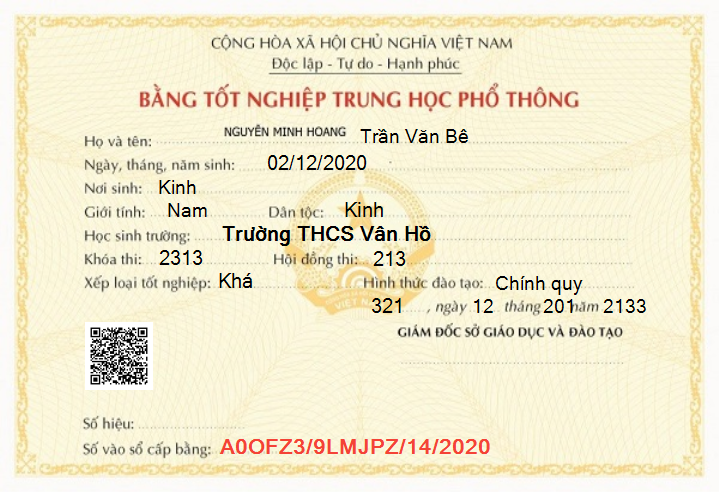 CỘNG HÒA XÃ HỘI CHỦ NGHĨA VIỆT NAM
Độc lập - Tự do - Hạnh phúc
BẰNG TỐT NGHIỆP TRUNG HỌC PHỔ THÔNG
Họ và tên: NGUYỄN MINH HOANG Trần Văn Bê
Ngày, tháng, năm sinh: 02/12/2020
Nơi sinh: Kinh
Giới tính: Nam Dân tộc: Kinh
Học sinh trường: Trường THCS Vân Hồ
Khóa thi: 2313 Hội đồng thi: 213
Xếp loại tốt nghiệp: Khá Hình thức đào tạo: Chính quy
321 , ngày 12 tháng 201 năm 2133
GIÁM ĐỐC SỞ GIÁO DỤC VÀ ĐÀO TẠO
VIỆT NAM
Số hiệu:
Số vào sổ cấp bằng: A0OFZ3/9LMJPZ/14/2020